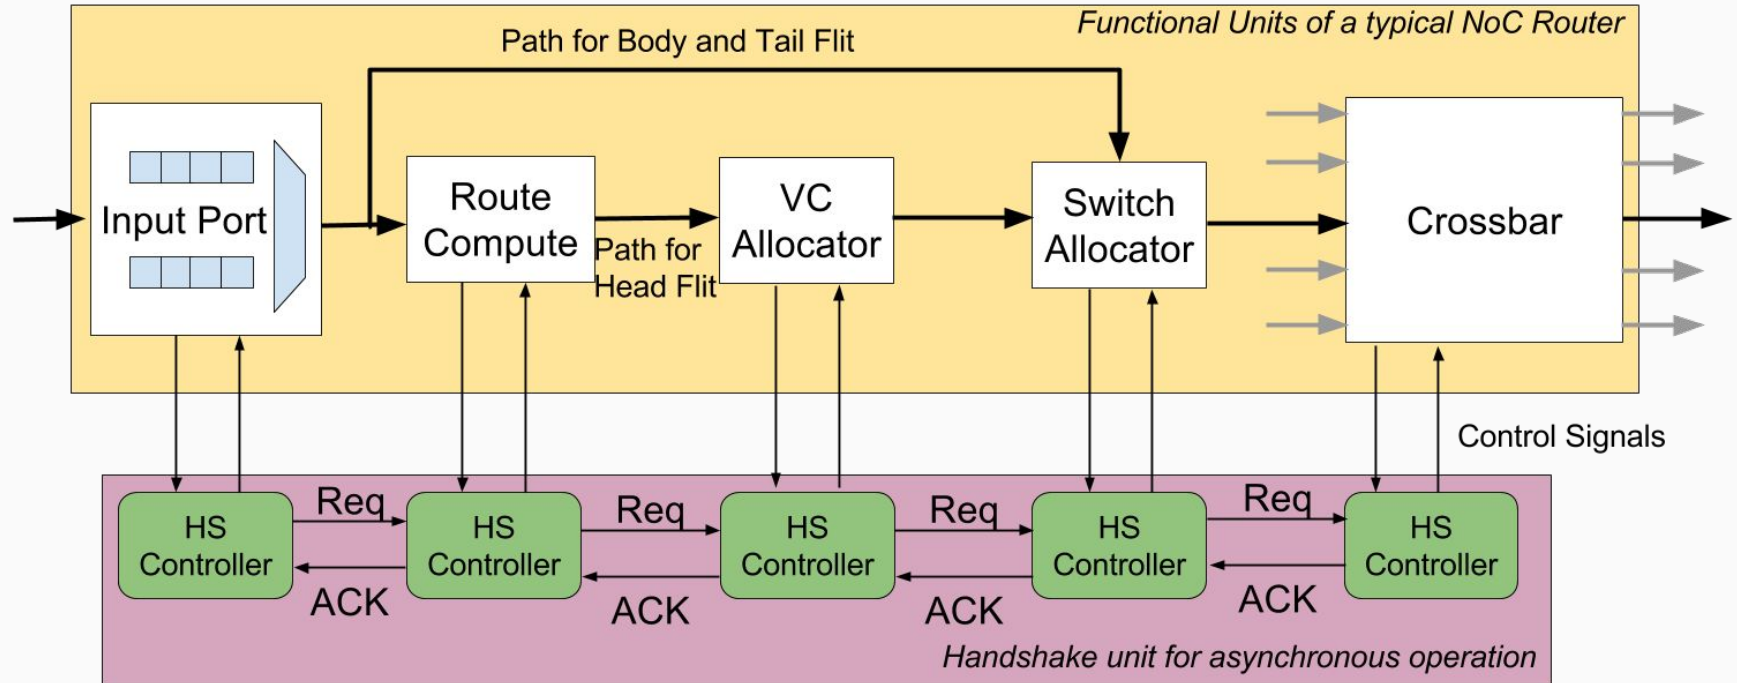 Functional Units of a typical NoC Router
Path for Body and Tail Flit
Input Port
Route
Compute
Path for
Head Flit
VC
Allocator
Switch
Allocator
Crossbar
Control Signals
HS
Controller
Req
ACK
HS
Controller
Req
ACK
HS
Controller
Req
ACK
HS
Controller
Req
ACK
HS
Controller
Handshake unit for asynchronous operation